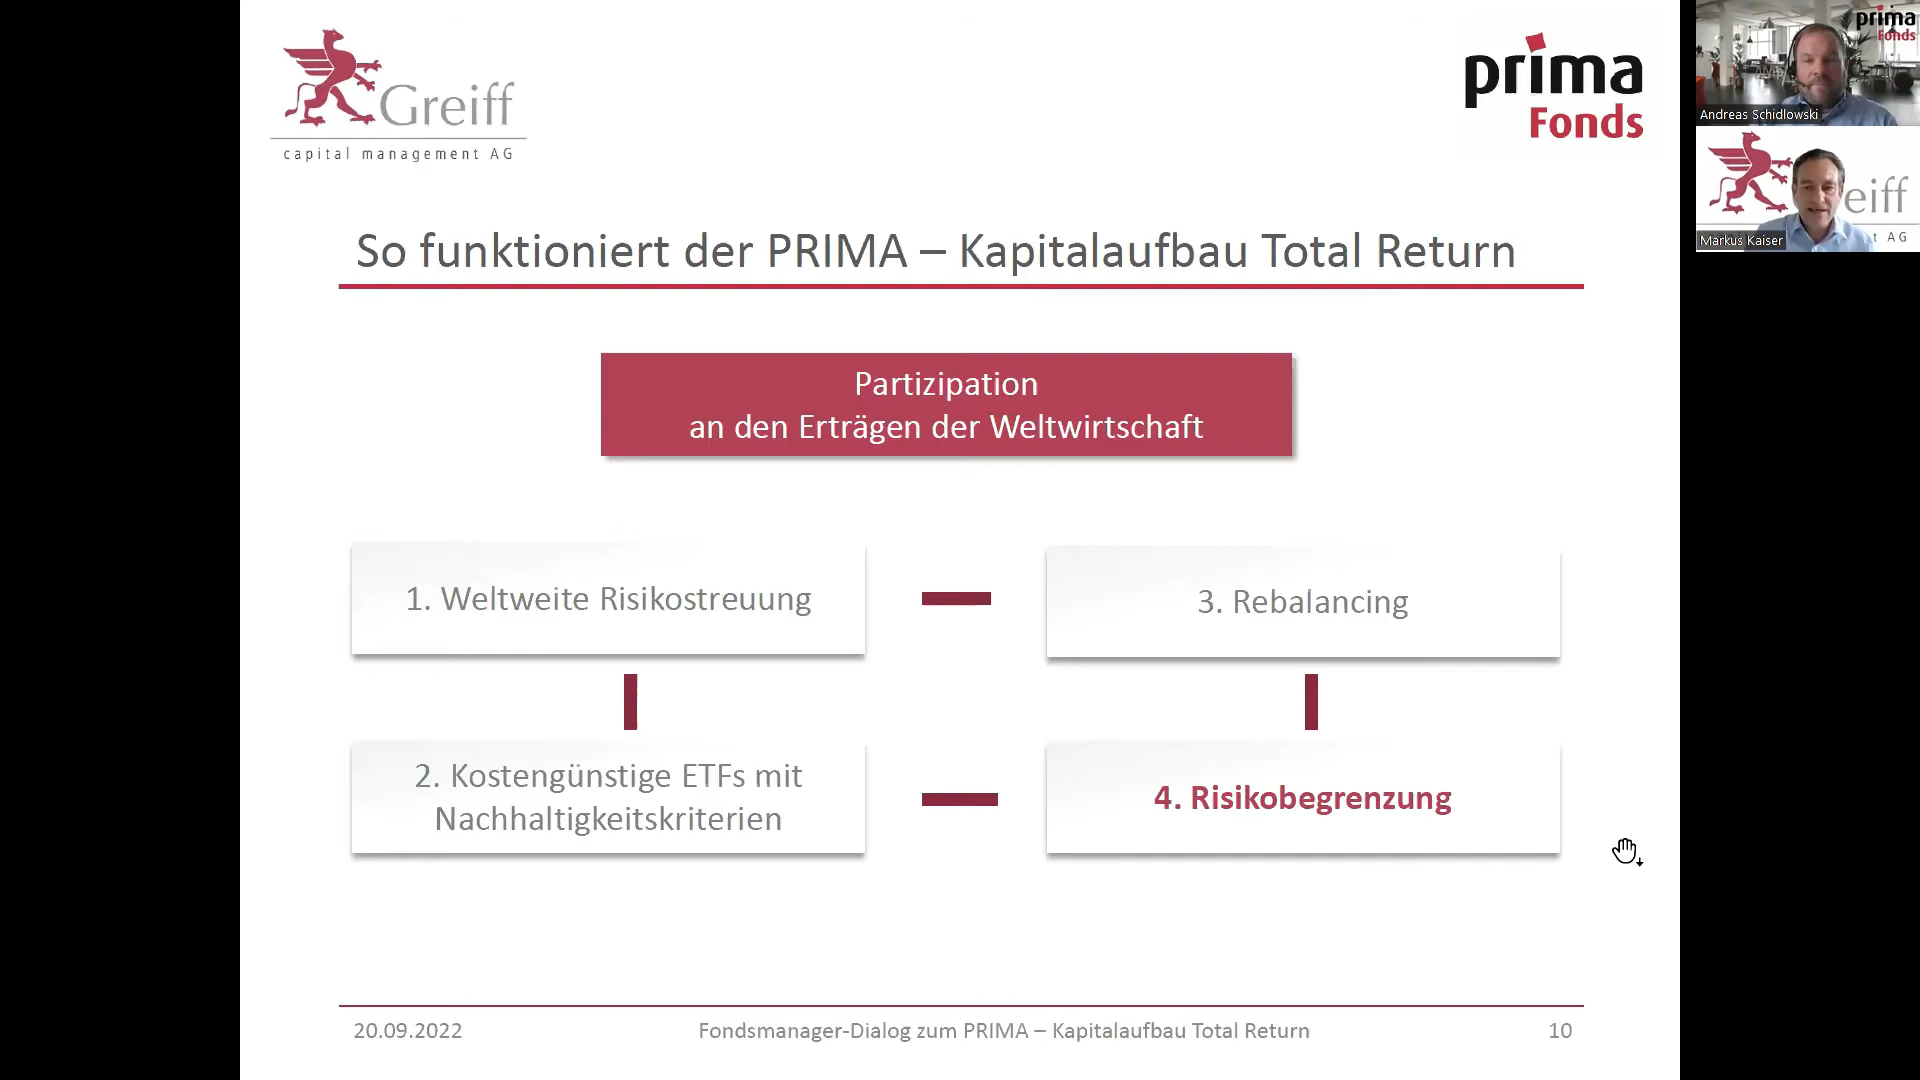 Greiff
capital management AG
prima
Fonds
So funktioniert der PRIMA – Kapitalaufbau Total Return
Partizipation
an den Erträgen der Weltwirtschaft
1. Weltweite Risikostreuung
3. Rebalancing
2. Kostengünstige ETFs mit
Nachhaltigkeitskriterien
4. Risikobegrenzung
20.09.2022
Fondsmanager-Dialog zum PRIMA – Kapitalaufbau Total Return
10
prima
Fonds
Andreas Schidlowski
eiff
t AG
Markus Kaiser